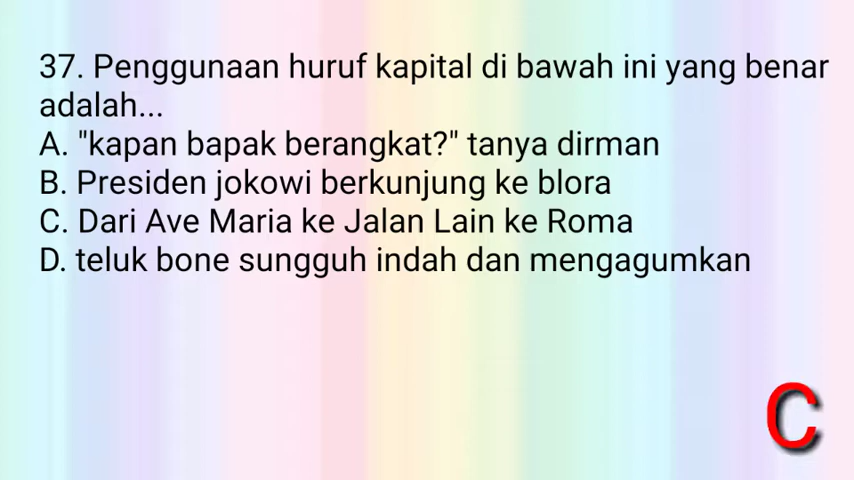 37. Penggunaan huruf kapital di bawah ini yang benar
adalah...
A. "kapan bapak berangkat?" tanya dirman
B. Presiden jokowi berkunjung ke blora
C. Dari Ave Maria ke Jalan Lain ke Roma
D. teluk bone sungguh indah dan mengagumkan
C